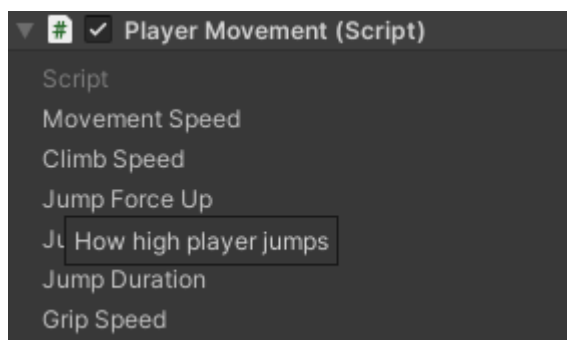 # Player Movement (Script)
Script
Movement Speed
Climb Speed
Jump Force Up
How high player jumps
Jump Duration
Grip Speed